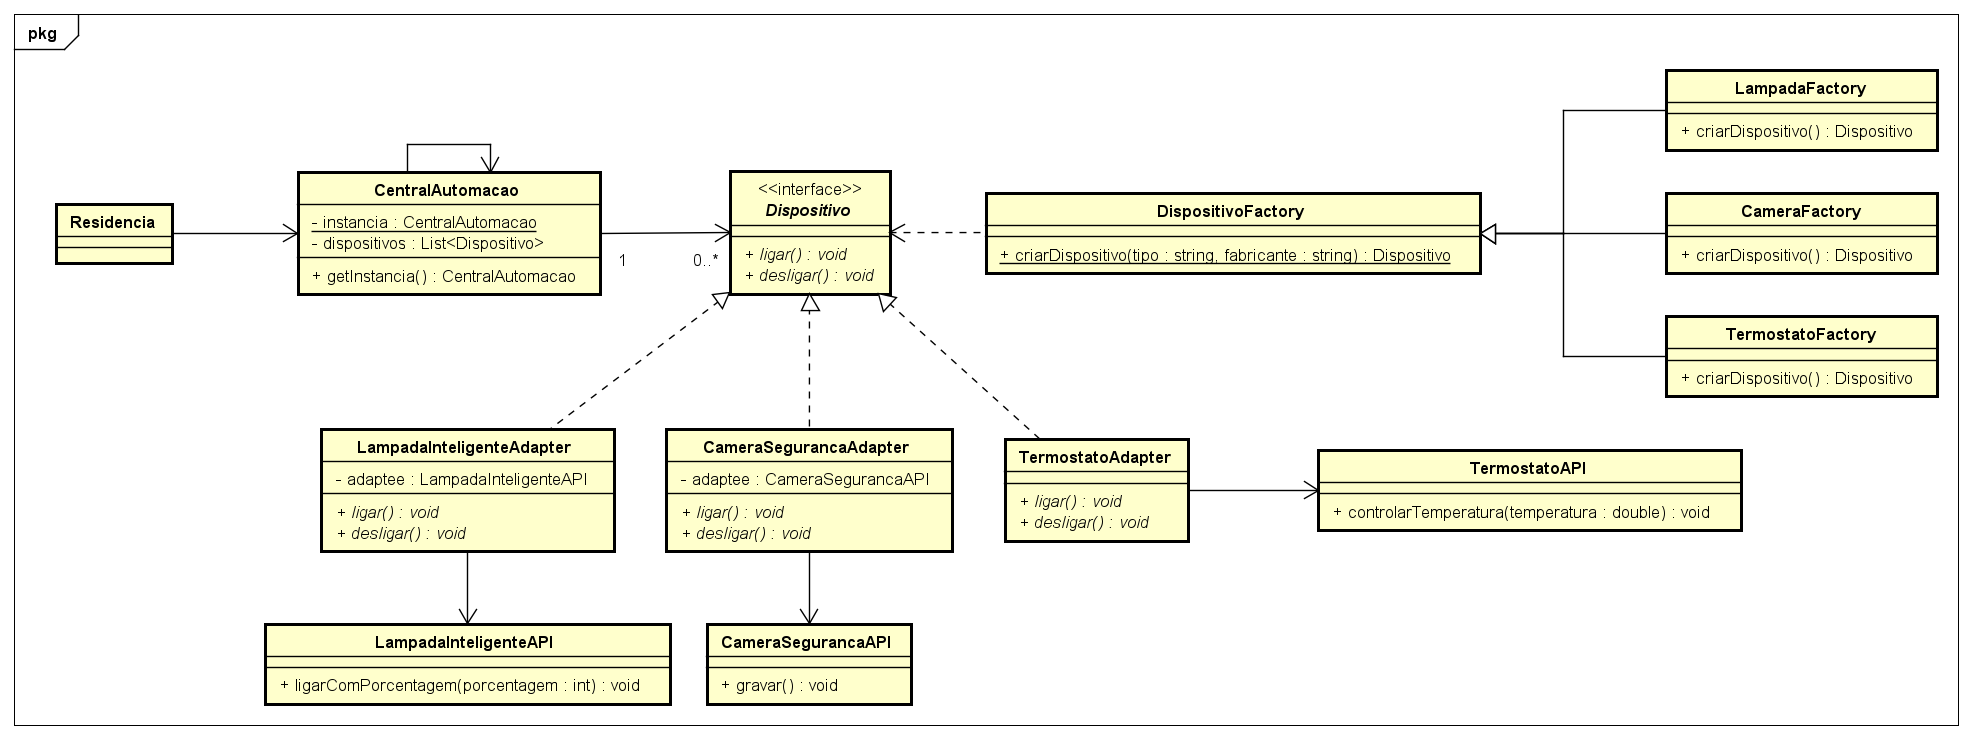 pkg
Residencia
CentralAutomacao
- instancia : CentralAutomacao
- dispositivos : List<Dispositivo>
+ getInstancia() : CentralAutomacao
1
0..*
<<interface>>
Dispositivo
+ ligar() : void
+ desligar() : void
DispositivoFactory
+ criarDispositivo(tipo : string, fabricante : string) : Dispositivo
LampadaFactory
+ criarDispositivo() : Dispositivo
CameraFactory
+ criarDispositivo() : Dispositivo
TermostatoFactory
+ criarDispositivo() : Dispositivo
LampadaInteligenteAdapter
- adaptee : LampadaInteligenteAPI
+ ligar() : void
+ desligar() : void
CameraSegurancaAdapter
- adaptee : CameraSegurancaAPI
+ ligar() : void
+ desligar() : void
TermostatoAdapter
+ ligar() : void
+ desligar() : void
TermostatoAPI
+ controlarTemperatura(temperatura : double) : void
LampadaInteligenteAPI
+ ligarComPorcentagem(porcentagem : int) : void
CameraSegurancaAPI
+ gravar() : void